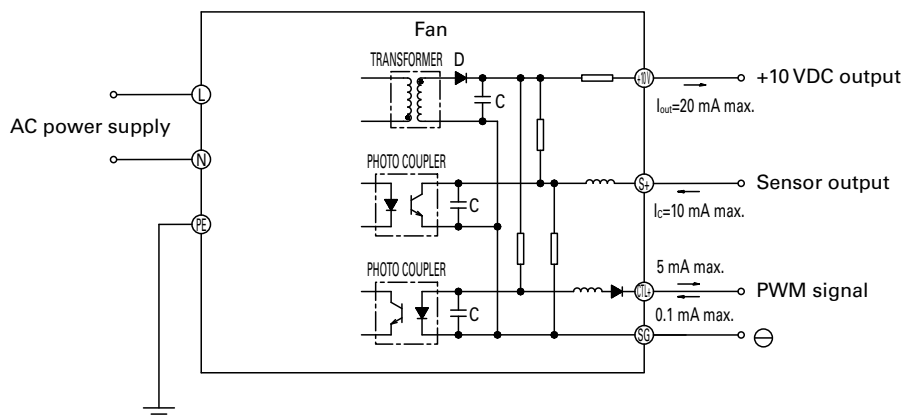 Fan
TRANSFORMER D
+10V
+10 VDC output
C
Iout=20 mA max.
L
AC power supply
N
PHOTO COUPLER
S+
Sensor output
C
Ic=10 mA max.
PE
PHOTO COUPLER
5 mA max.
CTL+
PWM signal
C
0.1 mA max.
SG
⊖